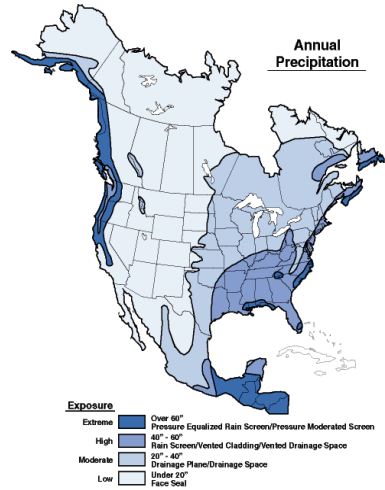 Annual
Precipitation
Exposure
Extreme
Over 60"
Pressure Equalized Rain Screen/Pressure Moderated Screen
High
40" - 60"
Rain Screen/Vented Cladding/Vented Drainage Space
Moderate
20" - 40"
Drainage Plane/Drainage Space
Low
Under 20"
Face Seal